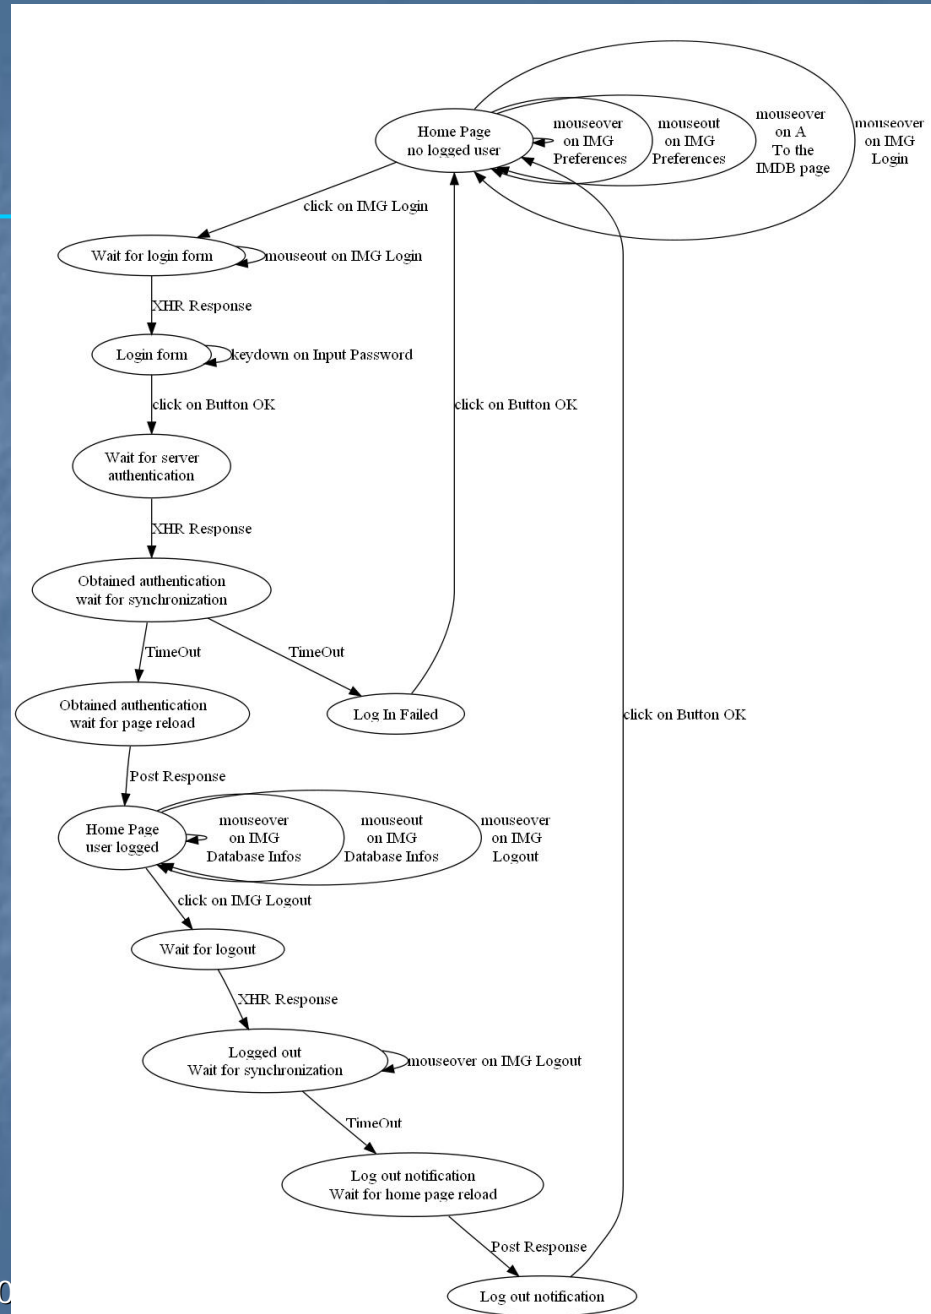 Home Page
no logged user
mouseover
on IMG
Preferences
mouseout
on IMG
Preferences
mouseover
on A
To the
IMDB page
mouseover
on IMG
Login
click on IMG Login
Wait for login form
mouseout on IMG Login
XHR Response
Login form
keydown on Input Password
click on Button OK
click on Button OK
Wait for server
authentication
XHR Response
Obtained authentication
wait for synchronization
TimeOut
TimeOut
Obtained authentication
wait for page reload
Log In Failed
click on Button OK
Post Response
Home Page
user logged
mouseover
on IMG
Database Infos
mouseout
on IMG
Database Infos
mouseover
on IMG
Logout
click on IMG Logout
Wait for logout
XHR Response
Logged out
Wait for synchronization
mouseover on IMG Logout
TimeOut
Log out notification
Wait for home page reload
Post Response
Log out notification